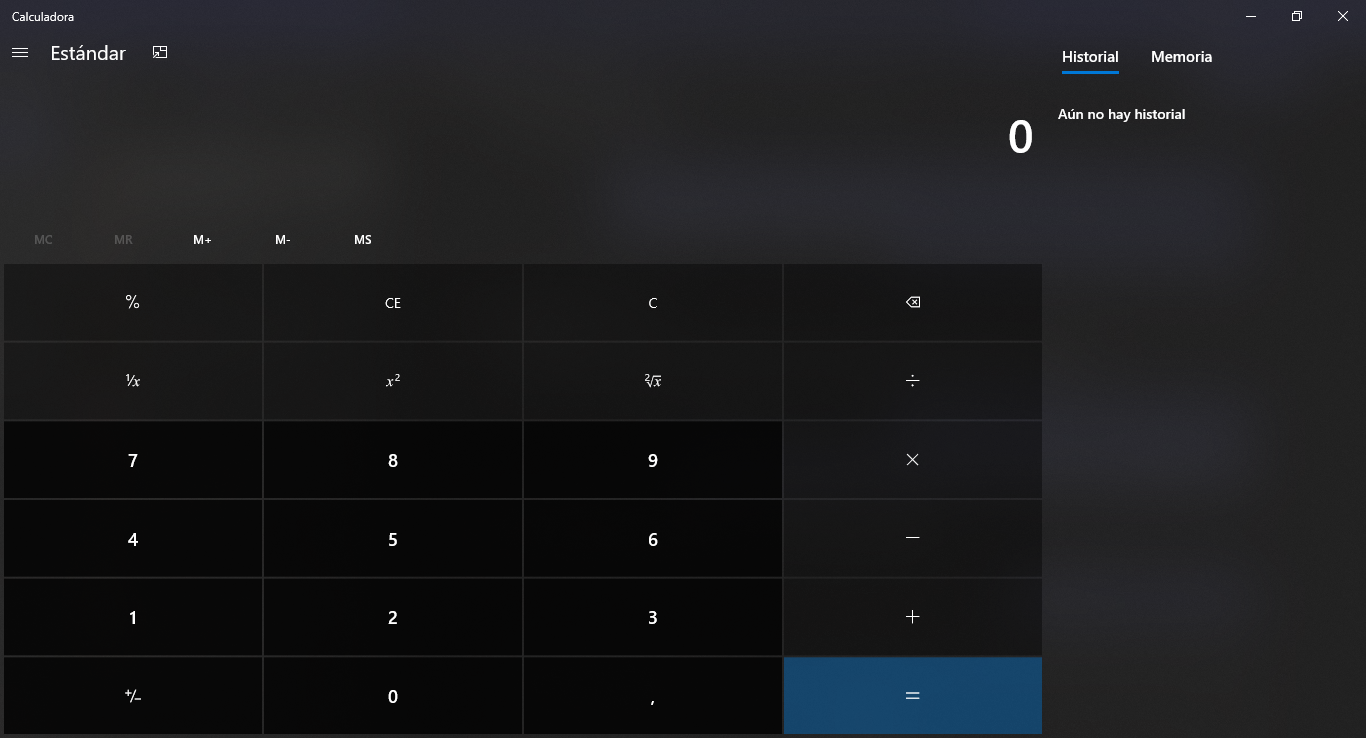 Calculadora
Estándar
Historial Memoria
Aún no hay historial
0
MC MR M+ M- MS
% CE C
¹/x x² ²√x ÷
7 8 9 ×
4 5 6 −
1 2 3 +
+/− 0 , =